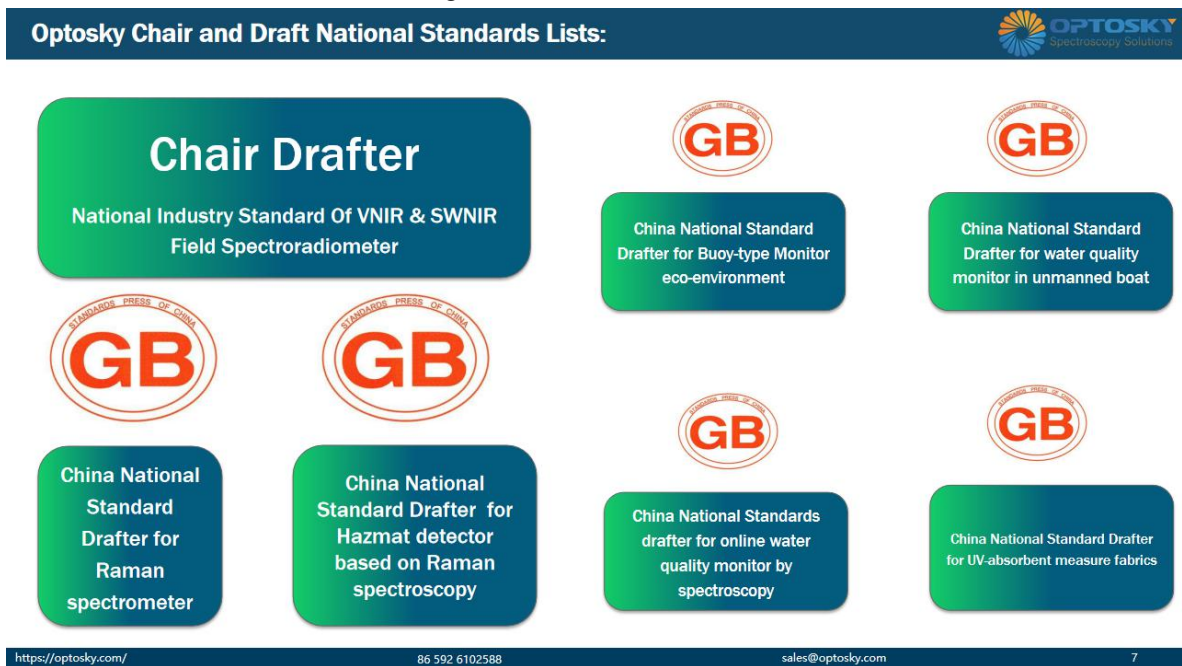 Optosky Chair and Draft National Standards Lists:
OPTOSKY
Spectroscopy Solutions
Chair Drafter
National Industry Standard Of VNIR & SWNIR
Field Spectroradiometer
STANDARDS PRESS OF CHINA
GB
STANDARDS PRESS OF CHINA
GB
China National
Standard
Drafter for
Raman
spectrometer
China National
Standard Drafter for
Hazmat detector
based on Raman
spectroscopy
STANDARDS PRESS OF CHINA
GB
STANDARDS PRESS OF CHINA
GB
China National Standard
Drafter for Buoy-type Monitor
eco-environment
China National Standard
Drafter for water quality
monitor in unmanned boat
STANDARDS PRESS OF CHINA
GB
STANDARDS PRESS OF CHINA
GB
China National Standards
drafter for online water
quality monitor by
spectroscopy
China National Standard Drafter
for UV-absorbent measure fabrics
https://optosky.com/
86 592 6102588
sales@optosky.com
7